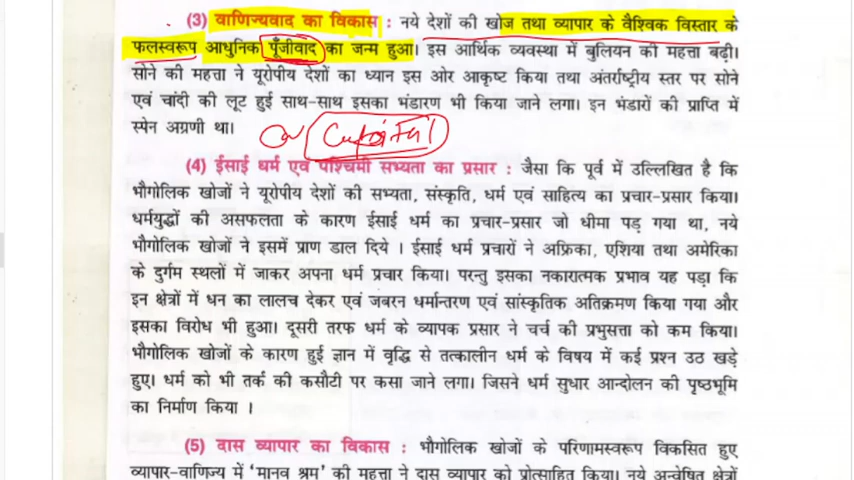 (3) वाणिज्यवाद का विकास : नये देशों की खोज तथा व्यापार के वैश्विक विस्तार के
फलस्वरूप आधुनिक पूँजीवाद का जन्म हुआ। इस आर्थिक व्यवस्था में बुलियन की महत्ता बढ़ी।
सोने की महत्ता ने यूरोपीय देशों का ध्यान इस ओर आकृष्ट किया तथा अंतर्राष्ट्रीय स्तर पर सोने
एवं चांदी की लूट हुई साथ-साथ इसका भंडारण भी किया जाने लगा। इन भंडारों की प्राप्ति में
स्पेन अग्रणी था।
(4) ईसाई धर्म एवं पश्चिमी सभ्यता का प्रसार : जैसा कि पूर्व में उल्लिखित है कि
भौगोलिक खोजों ने यूरोपीय देशों की सभ्यता, संस्कृति, धर्म एवं साहित्य का प्रचार-प्रसार किया।
धर्मयुद्धों की असफलता के कारण ईसाई धर्म का प्रचार-प्रसार जो धीमा पड़ गया था, नये
भौगोलिक खोजों ने इसमें प्राण डाल दिये । ईसाई धर्म प्रचारों ने अफ्रिका, एशिया तथा अमेरिका
के दुर्गम स्थलों में जाकर अपना धर्म प्रचार किया। परन्तु इसका नकारात्मक प्रभाव यह पड़ा कि
इन क्षेत्रों में धन का लालच देकर एवं जबरन धर्मान्तरण एवं सांस्कृतिक अतिक्रमण किया गया और
इसका विरोध भी हुआ। दूसरी तरफ धर्म के व्यापक प्रसार ने चर्च की प्रभुसत्ता को कम किया।
भौगोलिक खोजों के कारण हुई ज्ञान में वृद्धि से तत्कालीन धर्म के विषय में कई प्रश्न उठ खड़े
हुए। धर्म को भी तर्क की कसौटी पर कसा जाने लगा। जिसने धर्म सुधार आन्दोलन की पृष्ठभूमि
का निर्माण किया ।
(5) दास व्यापार का विकास : भौगोलिक खोजों के परिणामस्वरूप विकसित हुए
व्यापार-वाणिज्य में 'मानव श्रम' की महत्ता ने दास व्यापार को प्रोत्साहित किया। नये अन्वेषित क्षेत्रों